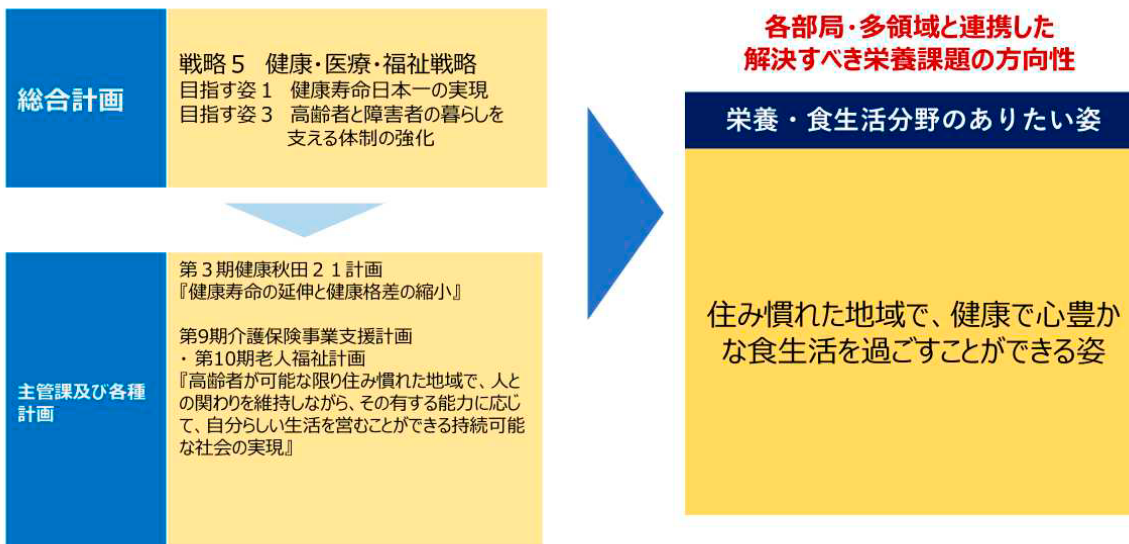 総合計画
戦略５　健康・医療・福祉戦略
目指す姿１　健康寿命日本一の実現
目指す姿３　高齢者と障害者の暮らしを
支える体制の強化
主管課及び各種
計画
第３期健康秋田２１計画
『健康寿命の延伸と健康格差の縮小』
第9期介護保険事業支援計画
・第10期老人福祉計画
『高齢者が可能な限り住み慣れた地域で、人と
の関わりを維持しながら、その有する能力に応じ
て、自分らしい生活を営むことができる持続可能
な社会の実現』
各部局・多領域と連携した
解決すべき栄養課題の方向性
栄養・食生活分野のありたい姿
住み慣れた地域で、健康で心豊か
な食生活を過ごすことができる姿